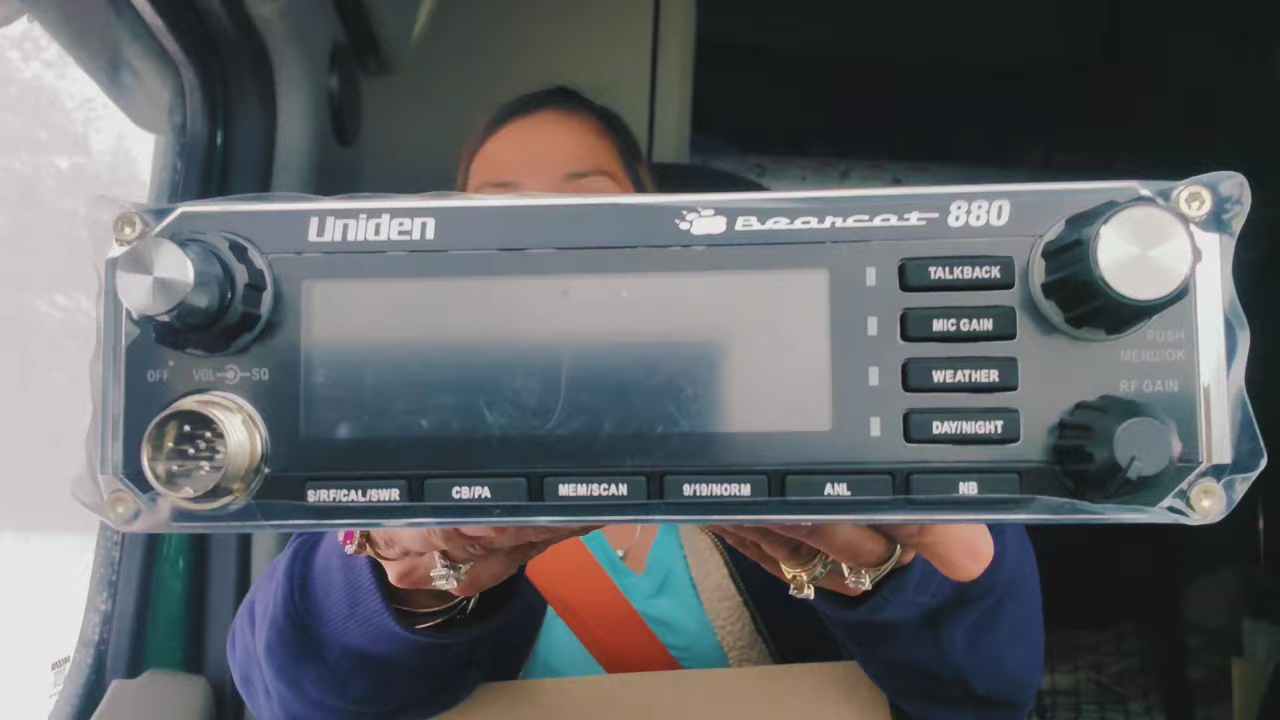 Uniden
Bearcat 880
TALKBACK
MIC GAIN
WEATHER
DAY/NIGHT
PUSH
MENU/OK
RF GAIN
OFF VOL SQ
S/RF/CAL/SWR CB/PA MEM/SCAN 9/19/NORM ANL NB